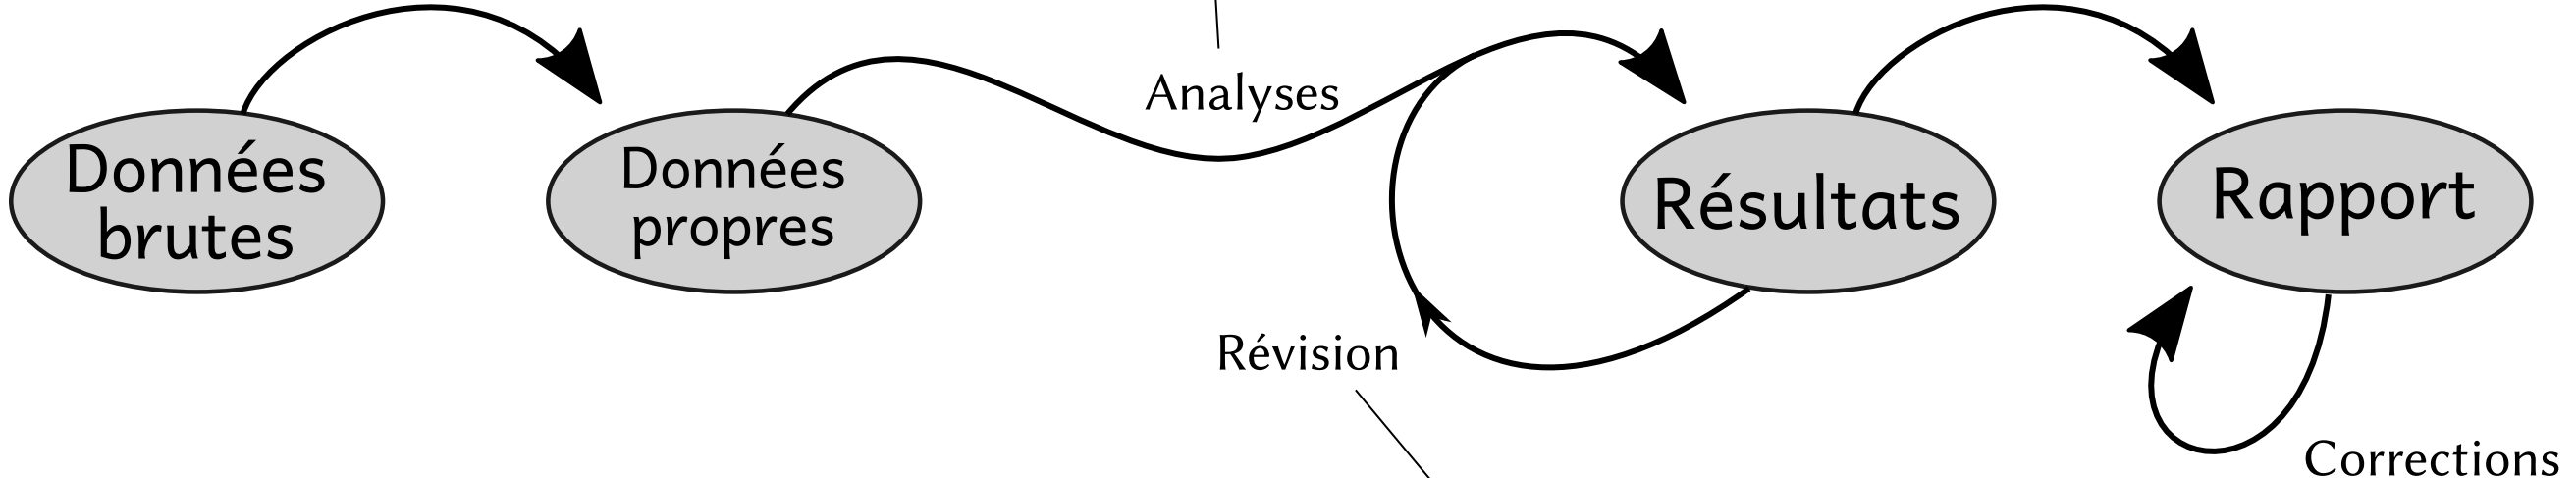 Données
brutes
Données
propres
Analyses
Révision
Résultats
Rapport
Corrections